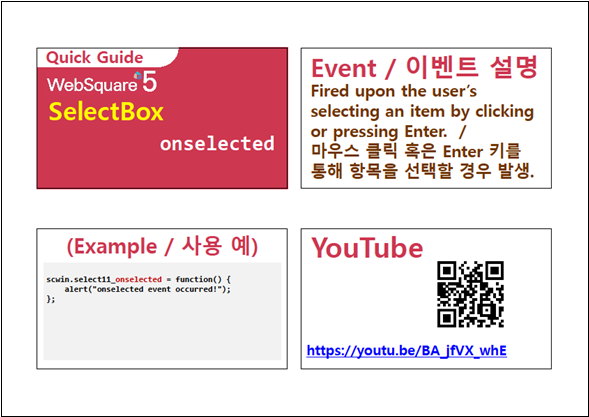 Quick Guide
WebSquare 5
SelectBox
onselected
Event / 이벤트 설명
Fired upon the user's
selecting an item by clicking
or pressing Enter. /
마우스 클릭 혹은 Enter 키를
통해 항목을 선택할 경우 발생.
(Example / 사용 예)
scwin.select11_onselected = function() {
    alert("onselected event occurred!");
};
YouTube
https://youtu.be/BA_jfVX_whE